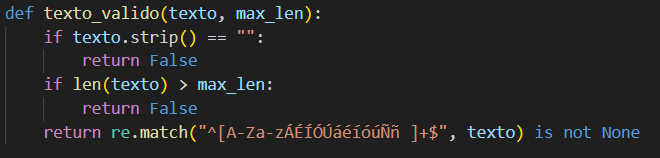 def texto_valido(texto, max_len):
    if texto.strip() == "":
        return False
    if len(texto) > max_len:
        return False
    return re.match("^[A-Za-zÁÉÍÓÚáéíóúÑñ ]+$", texto) is not None